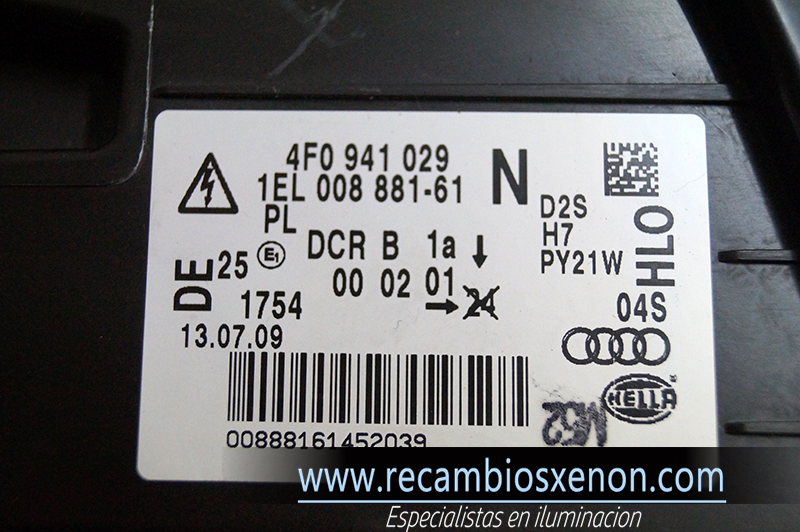 4F0 941 029 N
1EL 008 881-61
PL
D2S
H7
PY21W
HLO
DE 25 E1 DCR B 1a
00 02 01
24
1754
04S
13.07.09
HELLA
00888161452039
www.recambiosxenon.com
Especialistas en iluminacion